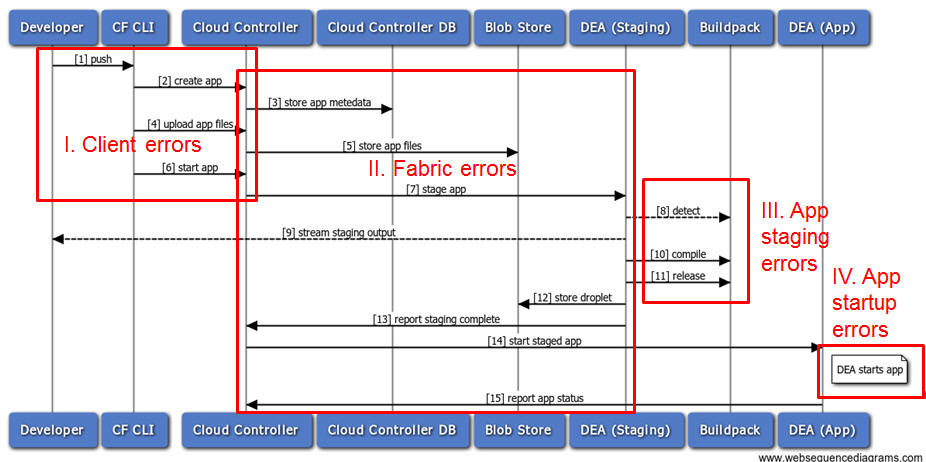 Developer
CF CLI
Cloud Controller
Cloud Controller DB
Blob Store
DEA (Staging)
Buildpack
DEA (App)
[1] push
[2] create app
[3] store app metedata
[4] upload app files
I. Client errors
[5] store app files
II. Fabric errors
[6] start app
[7] stage app
[8] detect
III. App
staging
errors
[9] stream staging output
[10] compile
[11] release
IV. App
startup
errors
[12] store droplet
[13] report staging complete
[14] start staged app
DEA starts app
[15] report app status
Developer
CF CLI
Cloud Controller
Cloud Controller DB
Blob Store
DEA (Staging)
Buildpack
DEA (App)
www.websequencediagrams.com